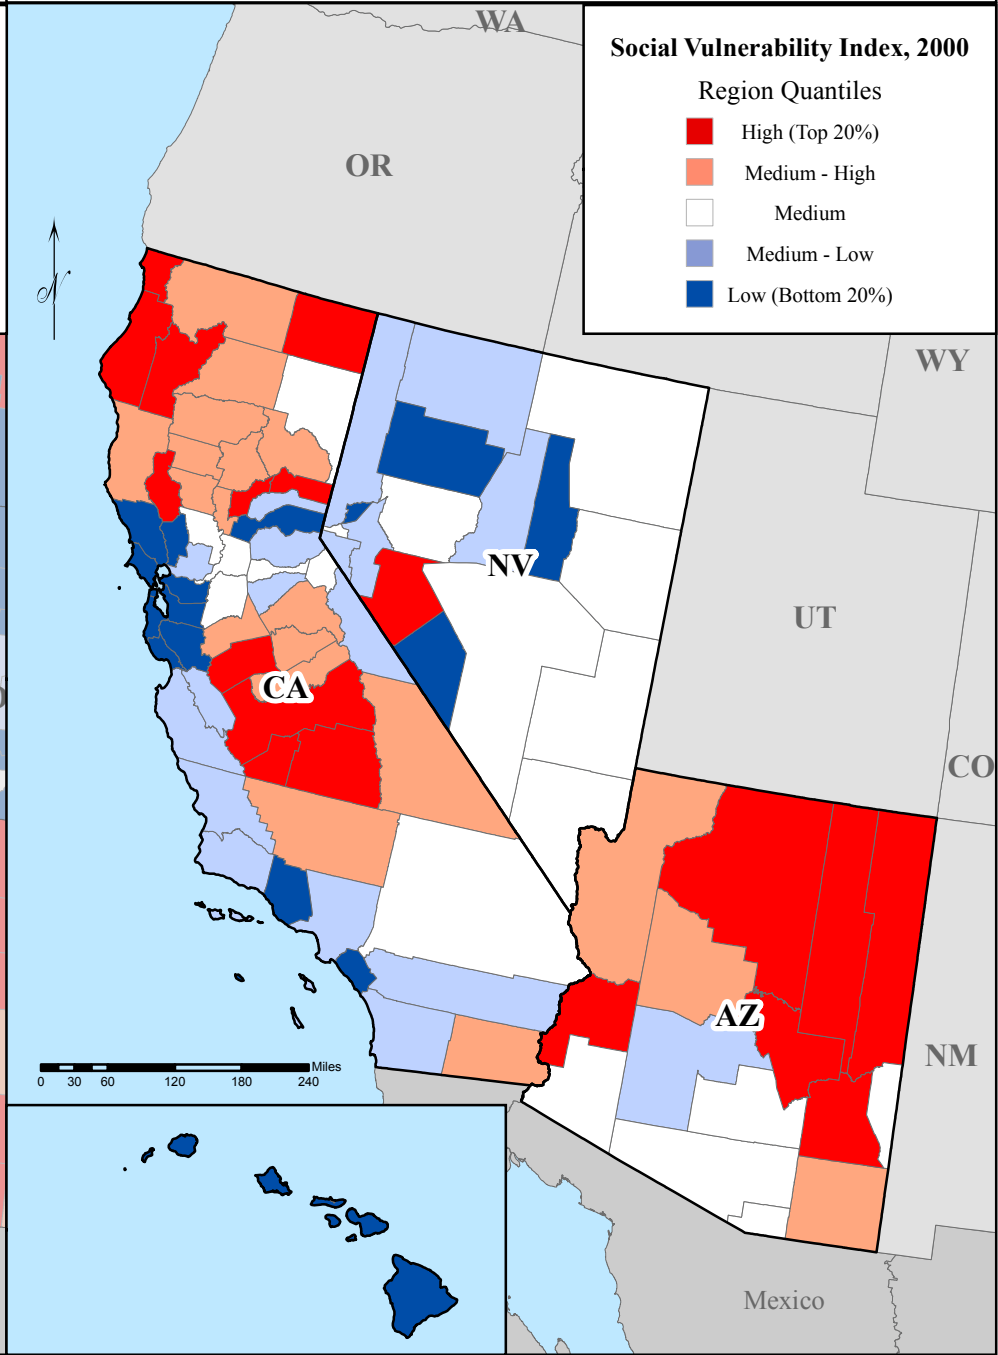 WA
Social Vulnerability Index, 2000
Region Quantiles
High (Top 20%)
Medium - High
Medium
Medium - Low
Low (Bottom 20%)
OR
N
WY
NV
UT
CA
CO
AZ
NM
Miles
0 30 60 120 180 240
Mexico